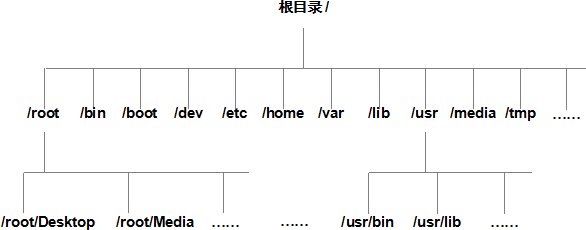 根目录/
/root /bin /boot /dev /etc /home /var /lib /usr /media /tmp ……
/root/Desktop /root/Media …… …… /usr/bin /usr/lib ……